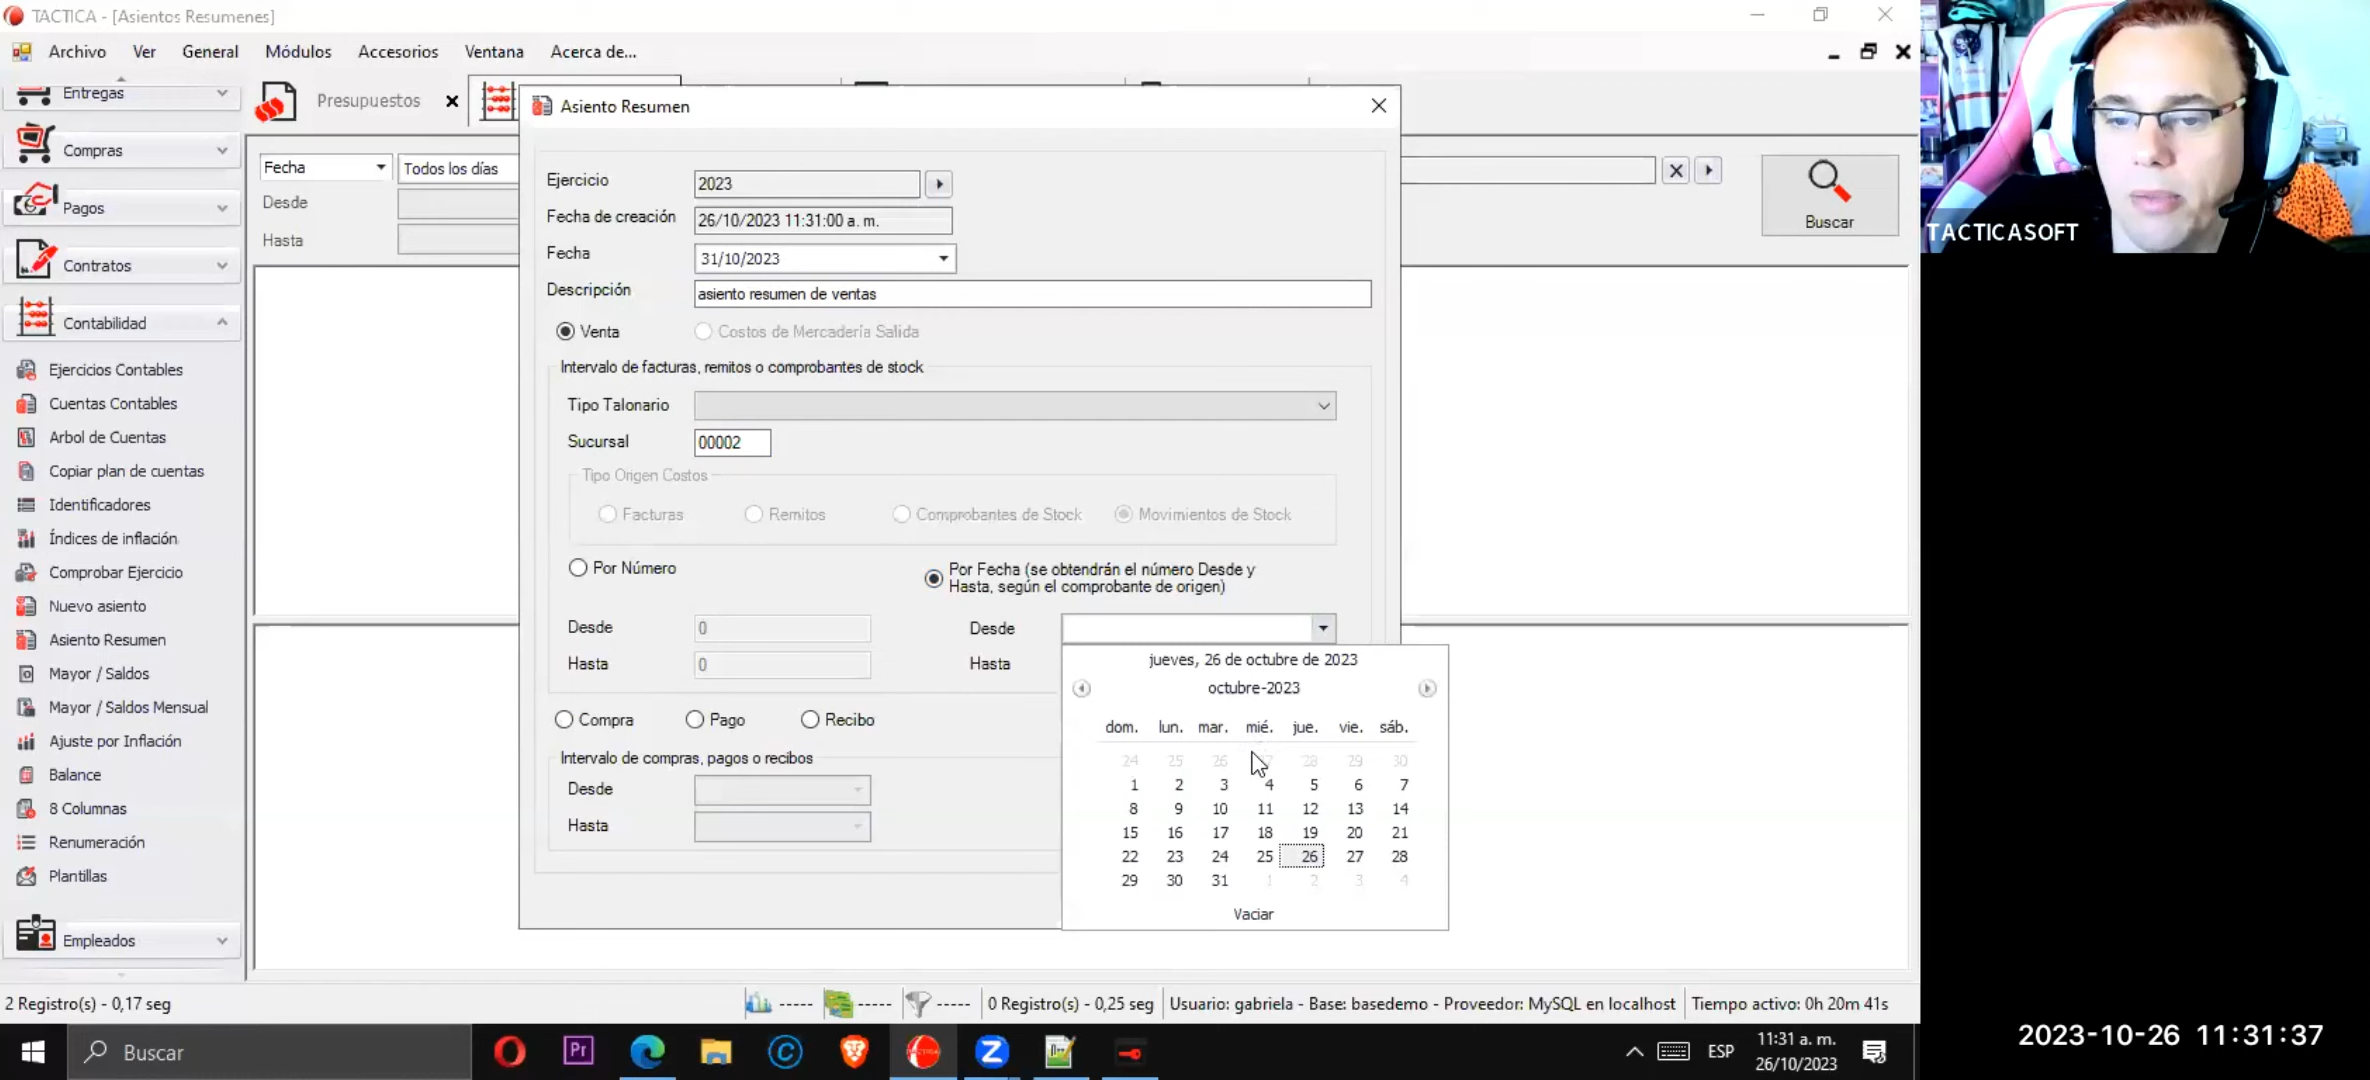 TACTICA - [Asientos Resumenes]
Archivo Ver General Módulos Accesorios Ventana Acerca de...
Entregas
Compras
Pagos
Contratos
Contabilidad
Ejercicios Contables
Cuentas Contables
Arbol de Cuentas
Copiar plan de cuentas
Identificadores
Índices de inflación
Comprobar Ejercicio
Nuevo asiento
Asiento Resumen
Mayor / Saldos
Mayor / Saldos Mensual
Ajuste por Inflación
Balance
8 Columnas
Renumeración
Plantillas
Empleados
Presupuestos
Fecha Todos los días
Desde
Hasta
Buscar
Asiento Resumen
Ejercicio 2023
Fecha de creación 26/10/2023 11:31:00 a. m.
Fecha 31/10/2023
Descripción asiento resumen de ventas
Venta Costos de Mercadería Salida
Intervalo de facturas, remitos o comprobantes de stock
Tipo Talonario
Sucursal 00002
Tipo Origen Costos
Facturas Remitos Comprobantes de Stock Movimientos de Stock
Por Número
Por Fecha (se obtendrán el número Desde y
Hasta, según el comprobante de origen)
Desde 0 Desde
Hasta 0 Hasta
jueves, 26 de octubre de 2023
octubre-2023
dom. lun. mar. mié. jue. vie. sáb.
24 25 26 27 28 29 30
1 2 3 4 5 6 7
8 9 10 11 12 13 14
15 16 17 18 19 20 21
22 23 24 25 26 27 28
29 30 31 1 2 3 4
Vaciar
Compra Pago Recibo
Intervalo de compras, pagos o recibos
Desde
Hasta
TACTICASOFT
2 Registro(s) - 0,17 seg ----- ----- ----- 0 Registro(s) - 0,25 seg Usuario: gabriela - Base: basedemo - Proveedor: MySQL en localhost Tiempo activo: 0h 20m 41s
Buscar
Pr
ESP
11:31 a. m.
26/10/2023
2023-10-26 11:31:37